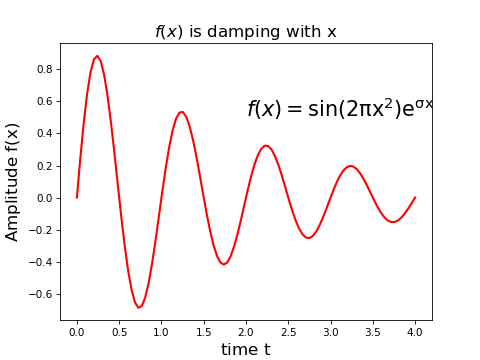 f(x) is damping with x
f(x) = sin(2πx²)e^σx
Amplitude f(x)
0.8
0.6
0.4
0.2
0.0
−0.2
−0.4
−0.6
0.0 0.5 1.0 1.5 2.0 2.5 3.0 3.5 4.0
time t